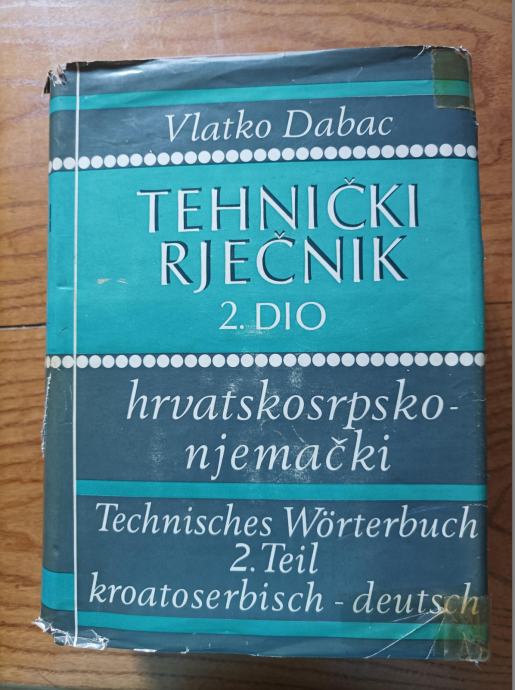 Vlatko Dabac
TEHNIČKI
RJEČNIK
2. DIO
hrvatskosrpsko-
njemački
Technisches Wörterbuch
2. Teil
kroatoserbisch - deutsch